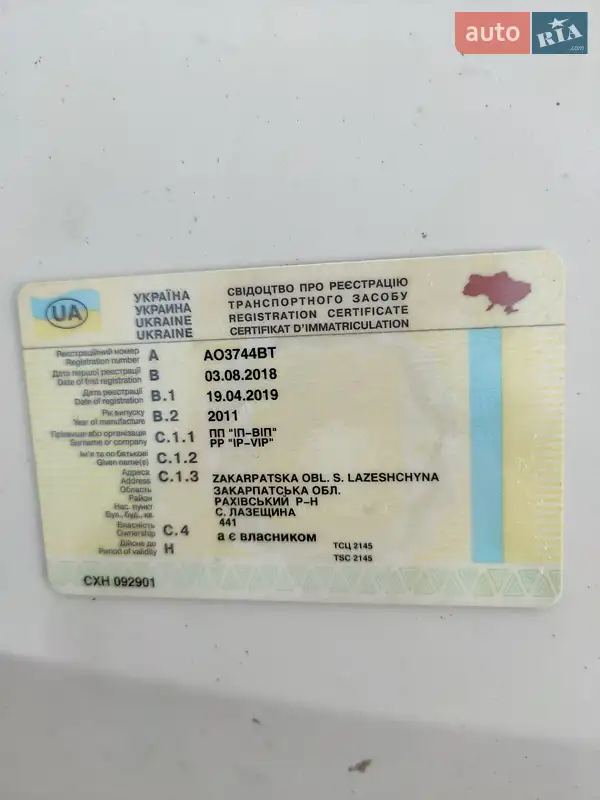 auto RIA .com
UA
УКРАЇНА
УКРАИНА
UKRAINE
UKRAINE
СВІДОЦТВО ПРО РЕЄСТРАЦІЮ
ТРАНСПОРТНОГО ЗАСОБУ
REGISTRATION CERTIFICATE
CERTIFIKAT D'IMMATRICULATION
Реєстраційний номер
Registration number A AO3744BT
Дата першої реєстрації
Date of first registration B 03.08.2018
Дата реєстрації
Date of registration B.1 19.04.2019
Рік випуску
Year of manufacture B.2 2011
Прізвище або організація
Surname or company C.1.1 ПП "ІП-ВІП"
PP "IP-VIP"
Ім'я та по батькові
Given name(s) C.1.2
Адреса
Address C.1.3 ZAKARPATSKA OBL. S. LAZESHCHYNA
Область ЗАКАРПАТСЬКА ОБЛ.
Район РАХІВСЬКИЙ Р-Н
Нас. пункт С. ЛАЗЕЩИНА
Вул., буд., кв. 441
Власність
Ownership C.4 а є власником
Дійсне до
Period of validity H
ТСЦ 2145
TSC 2145
СХН 092901